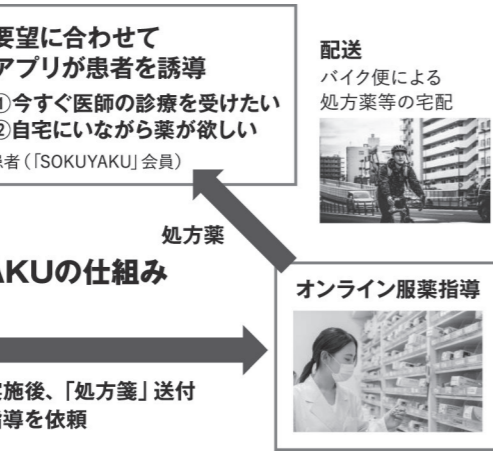 要望に合わせて
アプリが患者を誘導
①今すぐ医師の診療を受けたい
②自宅にいながら薬が欲しい
患者（「SOKUYAKU」会員）
配送
バイク便による
処方薬等の宅配
処方薬
AKUの仕組み
オンライン服薬指導
実施後、「処方箋」送付
指導を依頼